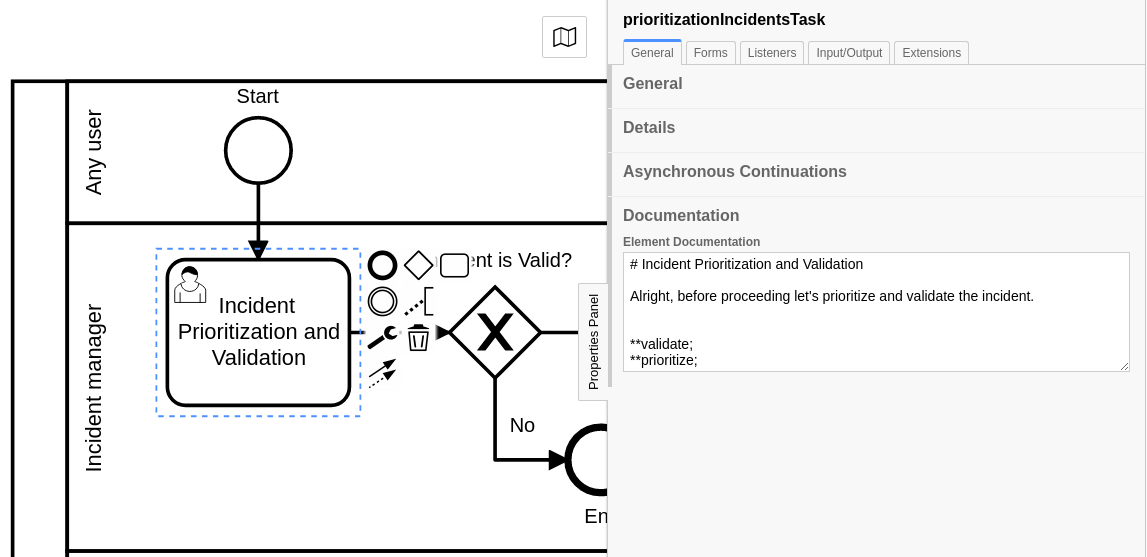 Start
Any user
Incident manager
Incident
Prioritization and
Validation
nt is Valid?
No
Properties Panel
prioritizationIncidentsTask
General
Forms
Listeners
Input/Output
Extensions
General
Details
Asynchronous Continuations
Documentation
Element Documentation
# Incident Prioritization and Validation
Alright, before proceeding let's prioritize and validate the incident.
**validate;
**prioritize;